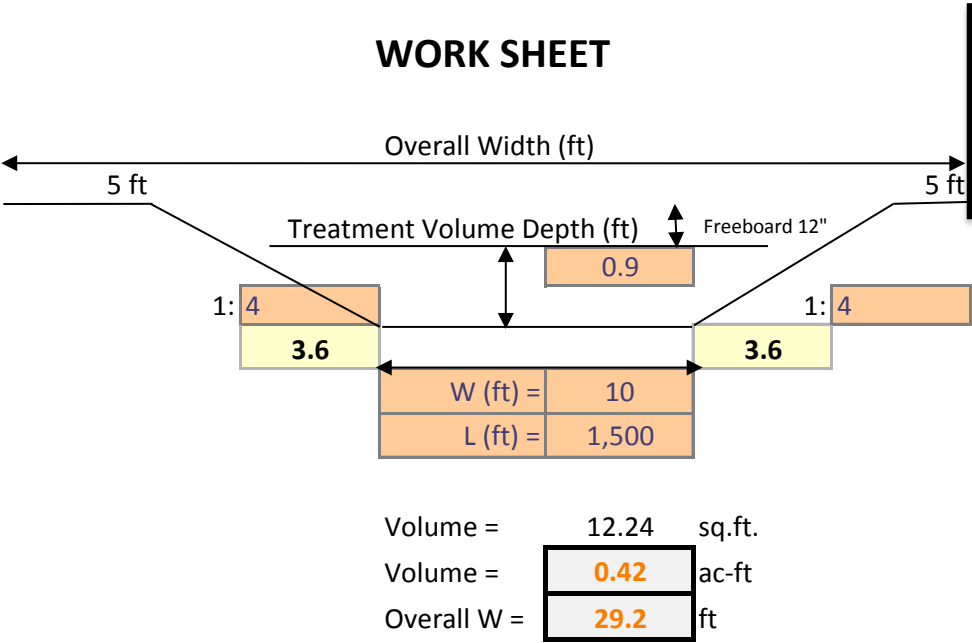 WORK SHEET
Overall Width (ft)
5 ft 5 ft
Treatment Volume Depth (ft) Freeboard 12"
0.9
1: 4 1: 4
3.6 3.6
W (ft) = 10
L (ft) = 1,500
Volume = 12.24 sq.ft.
Volume = 0.42 ac-ft
Overall W = 29.2 ft